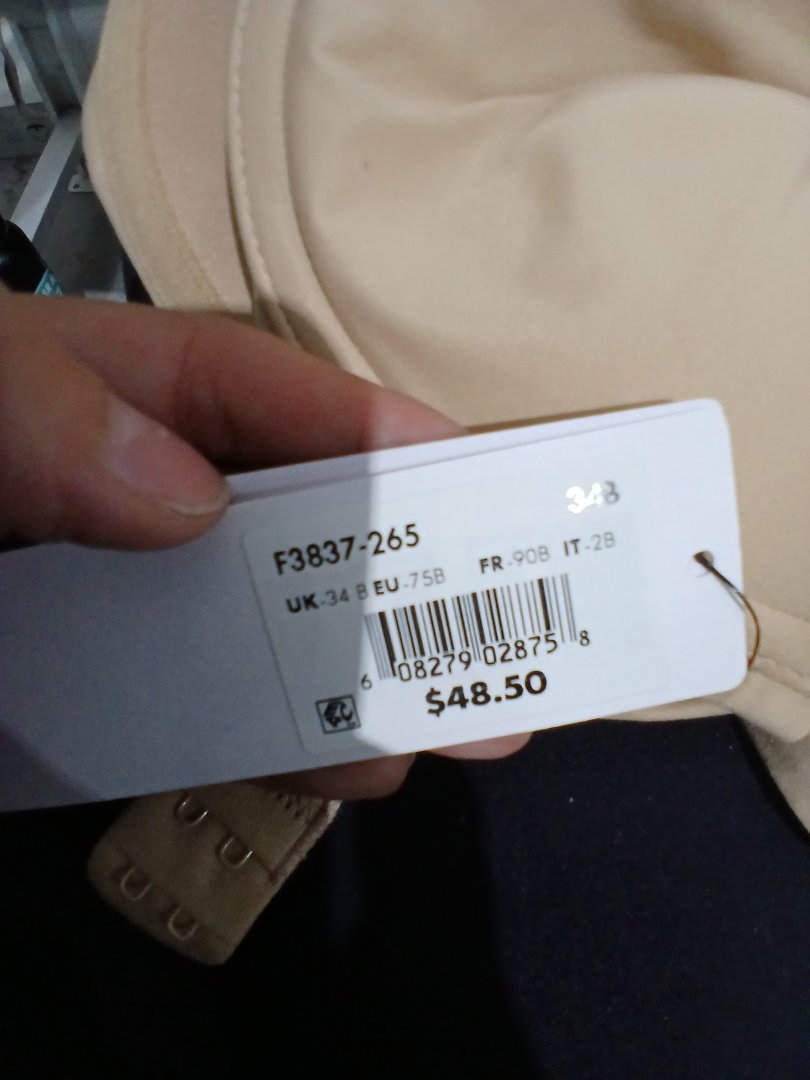 34B
F3837-265
UK-34 B EU-75B FR-90B IT-2B
6 08279 02875 8
$48.50